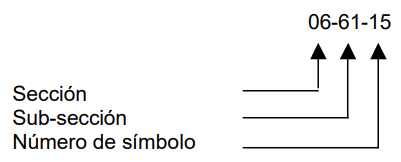 06-61-15
Sección
Sub-sección
Número de símbolo